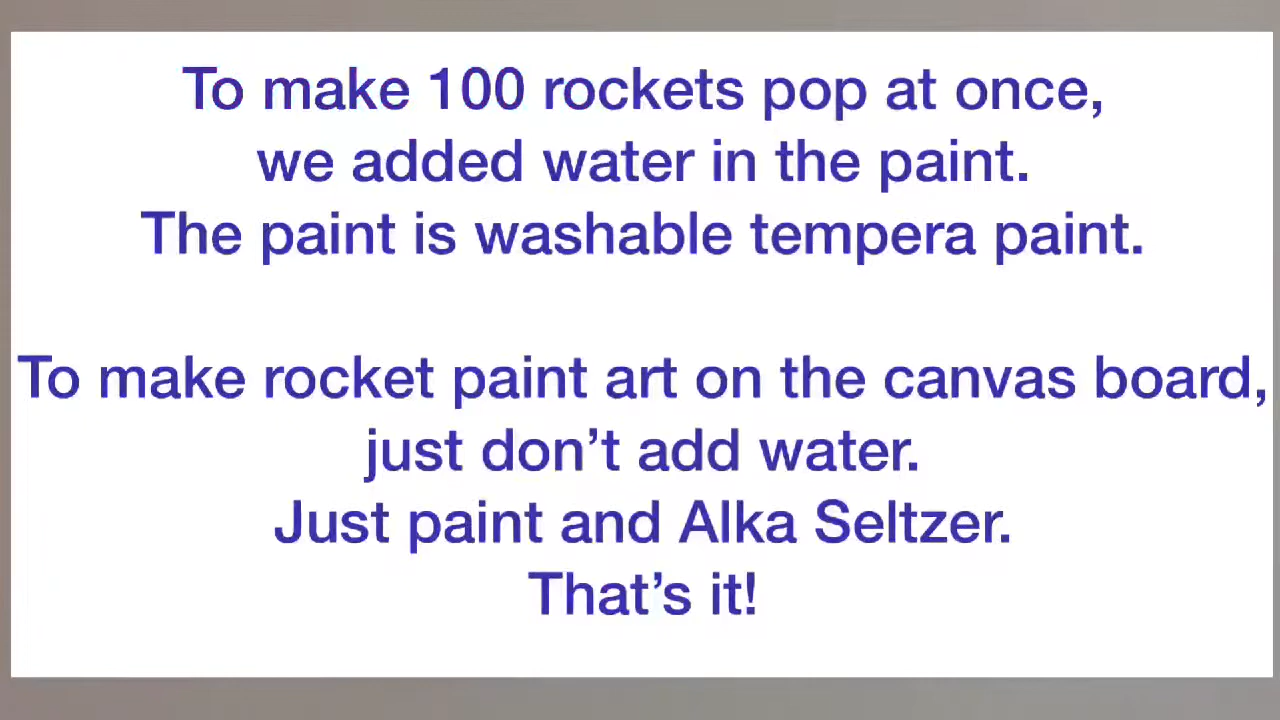 To make 100 rockets pop at once,
we added water in the paint.
The paint is washable tempera paint.
To make rocket paint art on the canvas board,
just don’t add water.
Just paint and Alka Seltzer.
That’s it!